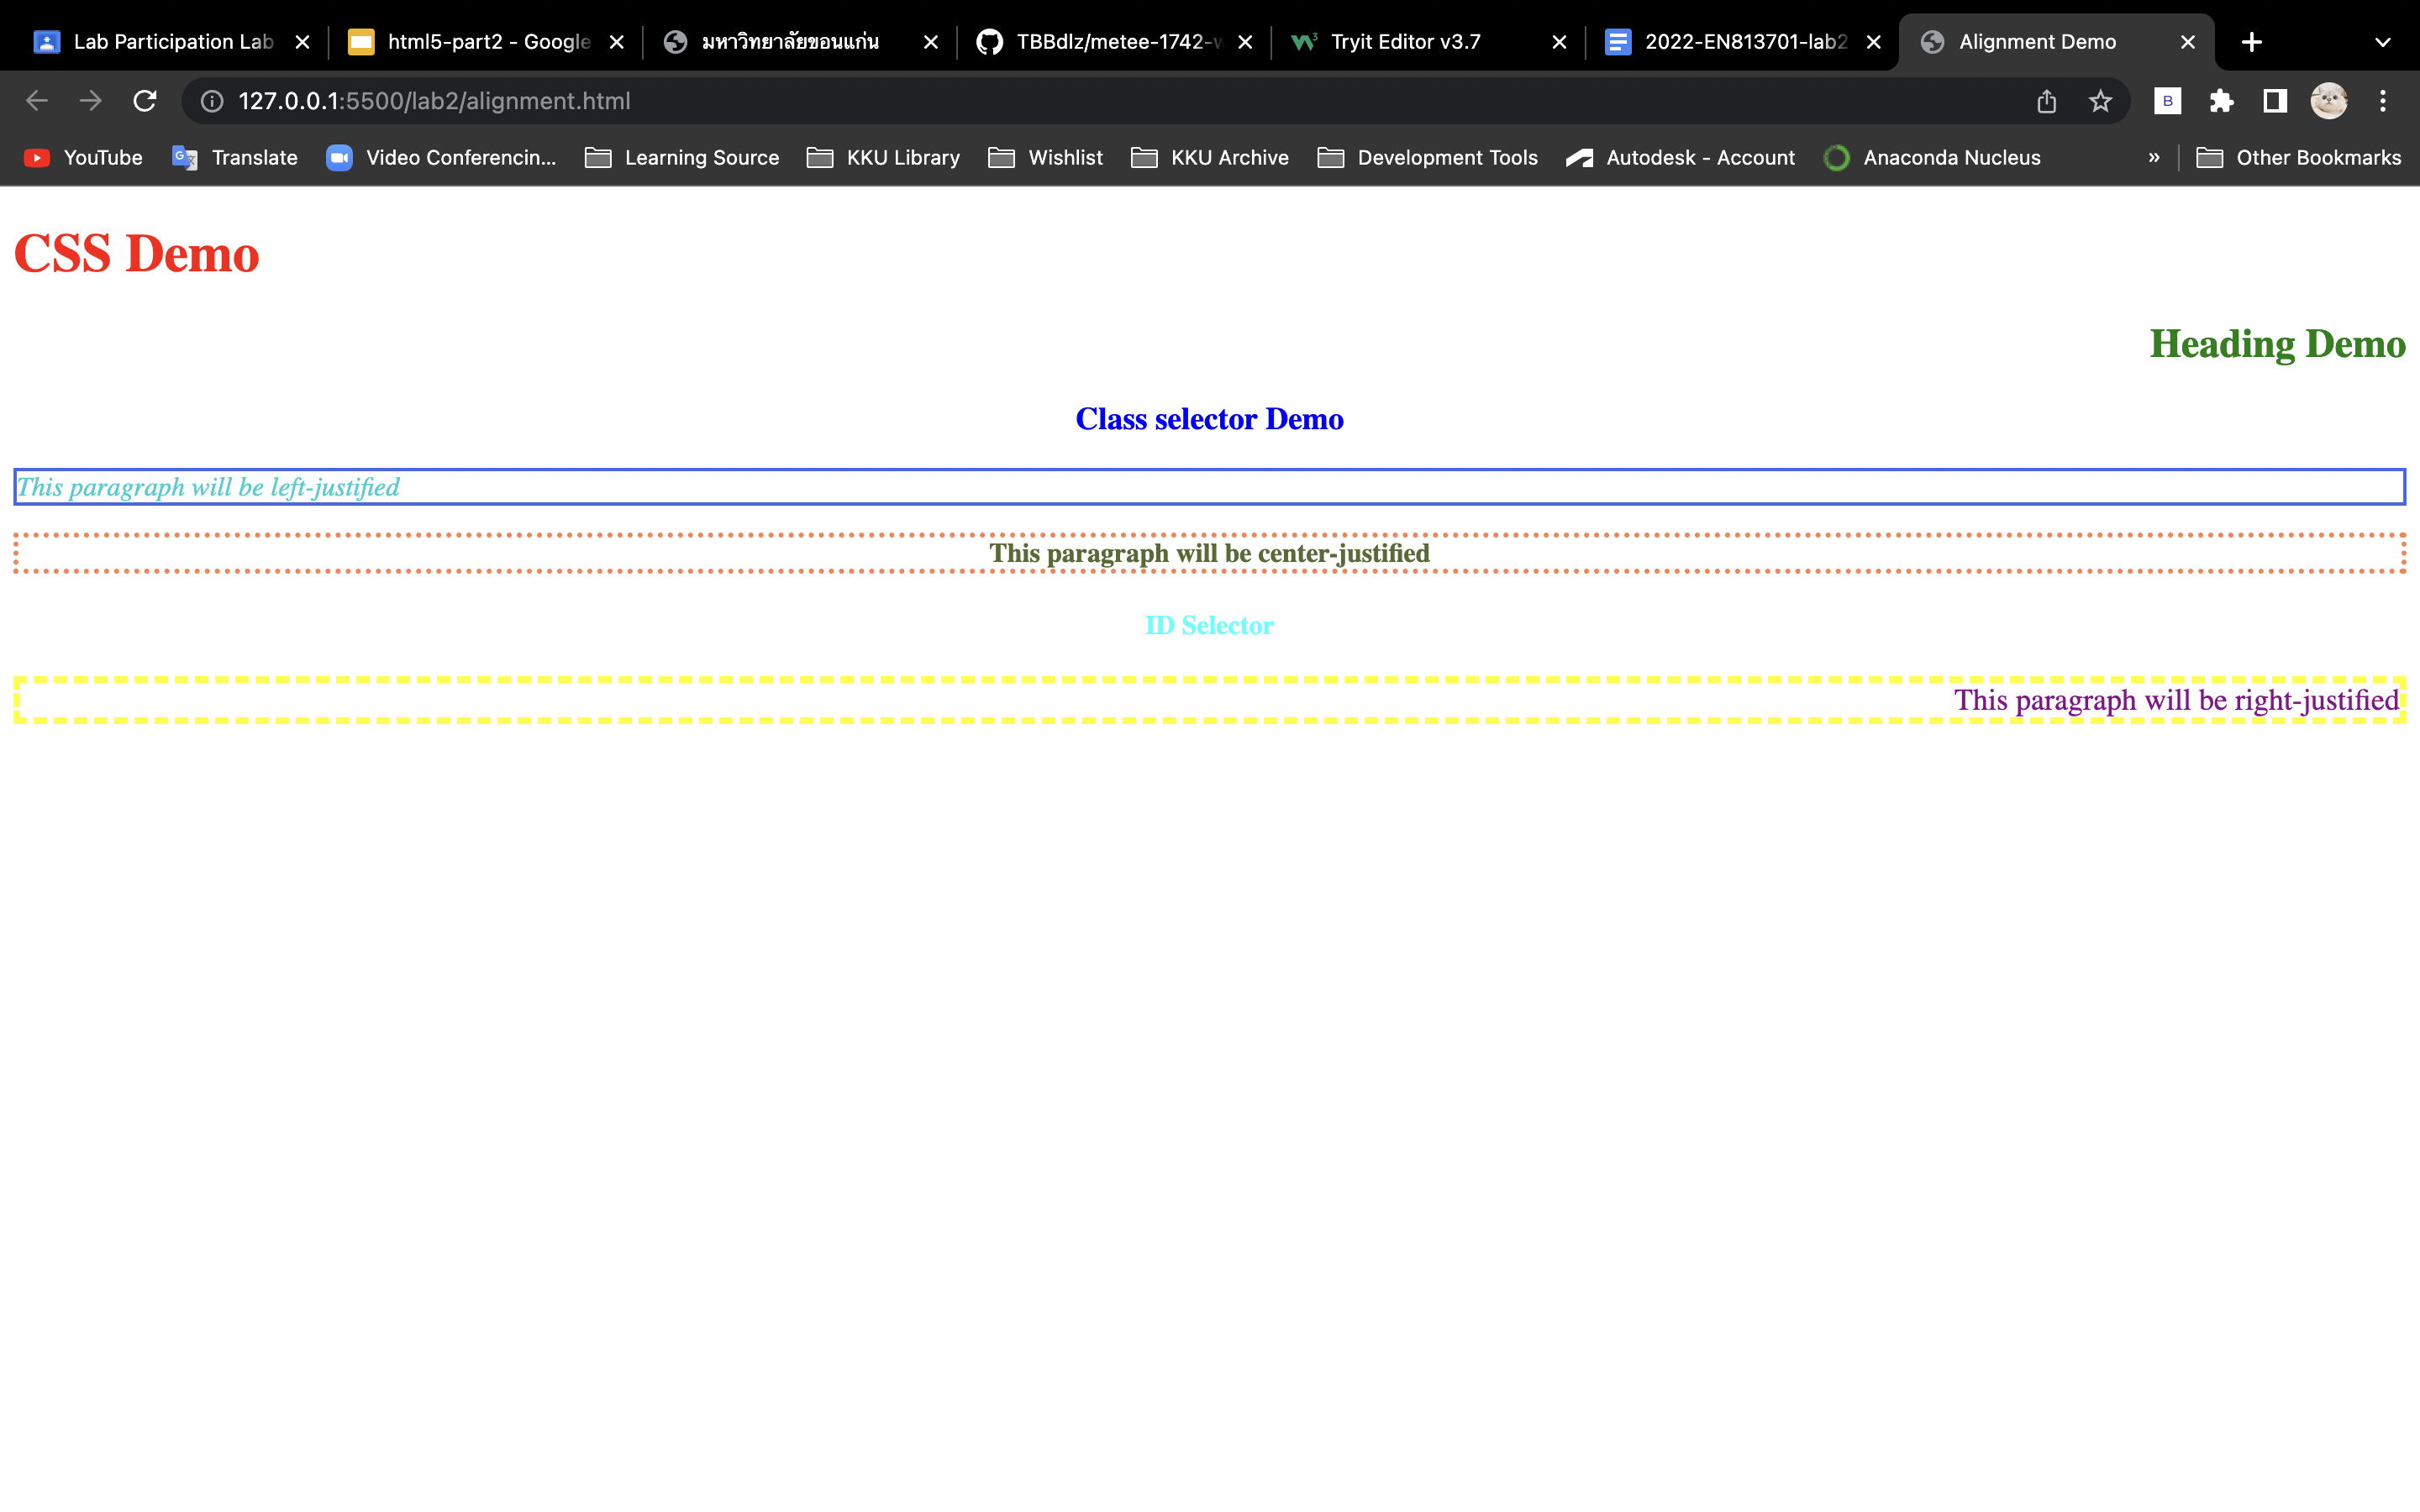 Lab Participation Lab
html5-part2 - Google
มหาวิทยาลัยขอนแก่น
TBBdlz/metee-1742-w
Tryit Editor v3.7
2022-EN813701-lab2
Alignment Demo
127.0.0.1:5500/lab2/alignment.html
B
YouTube
Translate
Video Conferencin...
Learning Source
KKU Library
Wishlist
KKU Archive
Development Tools
Autodesk - Account
Anaconda Nucleus
»
Other Bookmarks
CSS Demo
Heading Demo
Class selector Demo
This paragraph will be left-justified
This paragraph will be center-justified
ID Selector
This paragraph will be right-justified